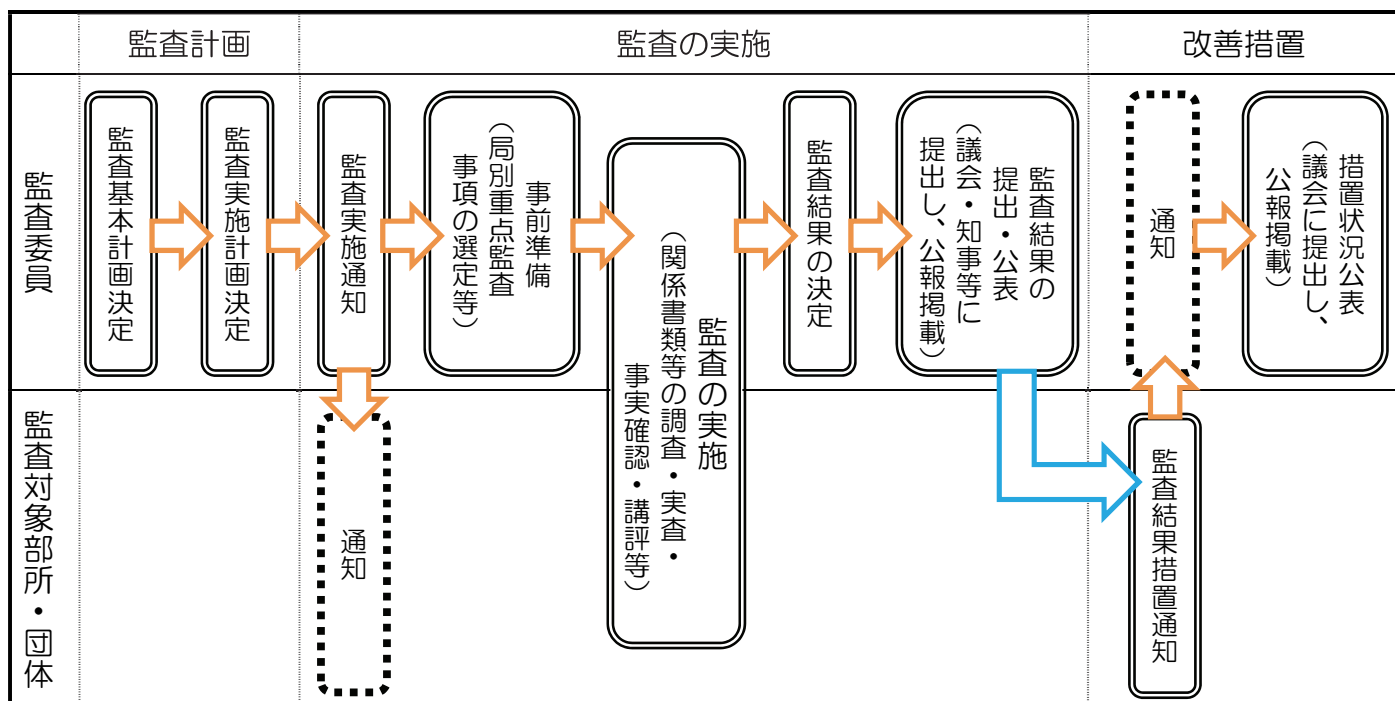 監査計画
監査の実施
改善措置
監査委員
監査基本計画決定
監査実施計画決定
監査実施通知
事前準備
（局別重点監査
事項の選定等）
監査の実施
（関係書類等の調査・実査・
事実確認・講評等）
監査結果の決定
監査結果の
提出・公表
（議会・知事等に
提出し、公報掲載）
通知
措置状況公表
（議会に提出し、
公報掲載）
監査対象部所・団体
通知
監査結果措置通知